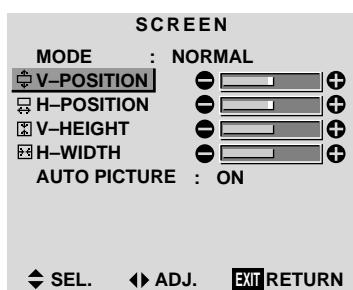 SCREEN
MODE : NORMAL
V–POSITION
H–POSITION
V–HEIGHT
H–WIDTH
AUTO PICTURE : ON
SEL. ADJ. EXIT RETURN